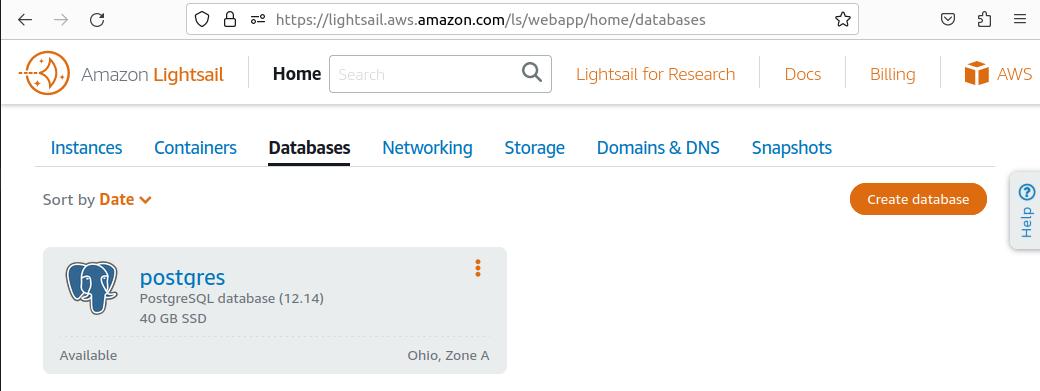 https://lightsail.aws.amazon.com/ls/webapp/home/databases
Amazon Lightsail Home Search Lightsail for Research Docs Billing AWS
Instances Containers Databases Networking Storage Domains & DNS Snapshots
Sort by Date Create database
Help
postgres
PostgreSQL database (12.14)
40 GB SSD
Available Ohio, Zone A